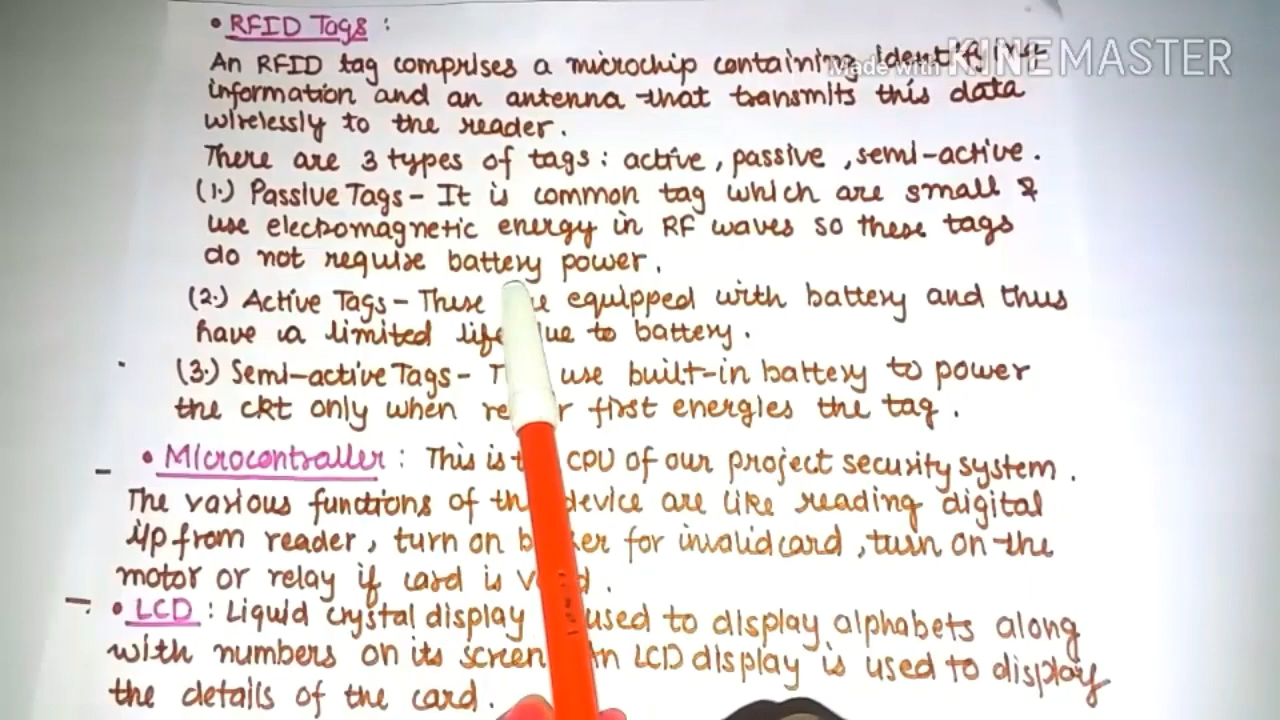 • RFID Tags :
An RFID tag comprises a microchip containing
information and an antenna that transmits this data
wirelessly to the reader.
There are 3 types of tags : active, passive, semi-active.
(1.) Passive Tags - It is common tag which are small &
use electromagnetic energy in RF waves so these tags
do not require battery power.
(2.) Active Tags - These equipped with battery and thus
have a limited life due to battery.
(3.) Semi-active Tags - use built-in battery to power
the ckt only when first energies the tag.
• Microcontroller : This is CPU of our project security system.
The various functions of device are like reading digital
i/p from reader, turn on for invalid card, turn on the
motor or relay if card is
• LCD : Liquid crystal display used to display alphabets along
with numbers on its screen LCD display is used to display
the details of the card.
Made with KINEMASTER